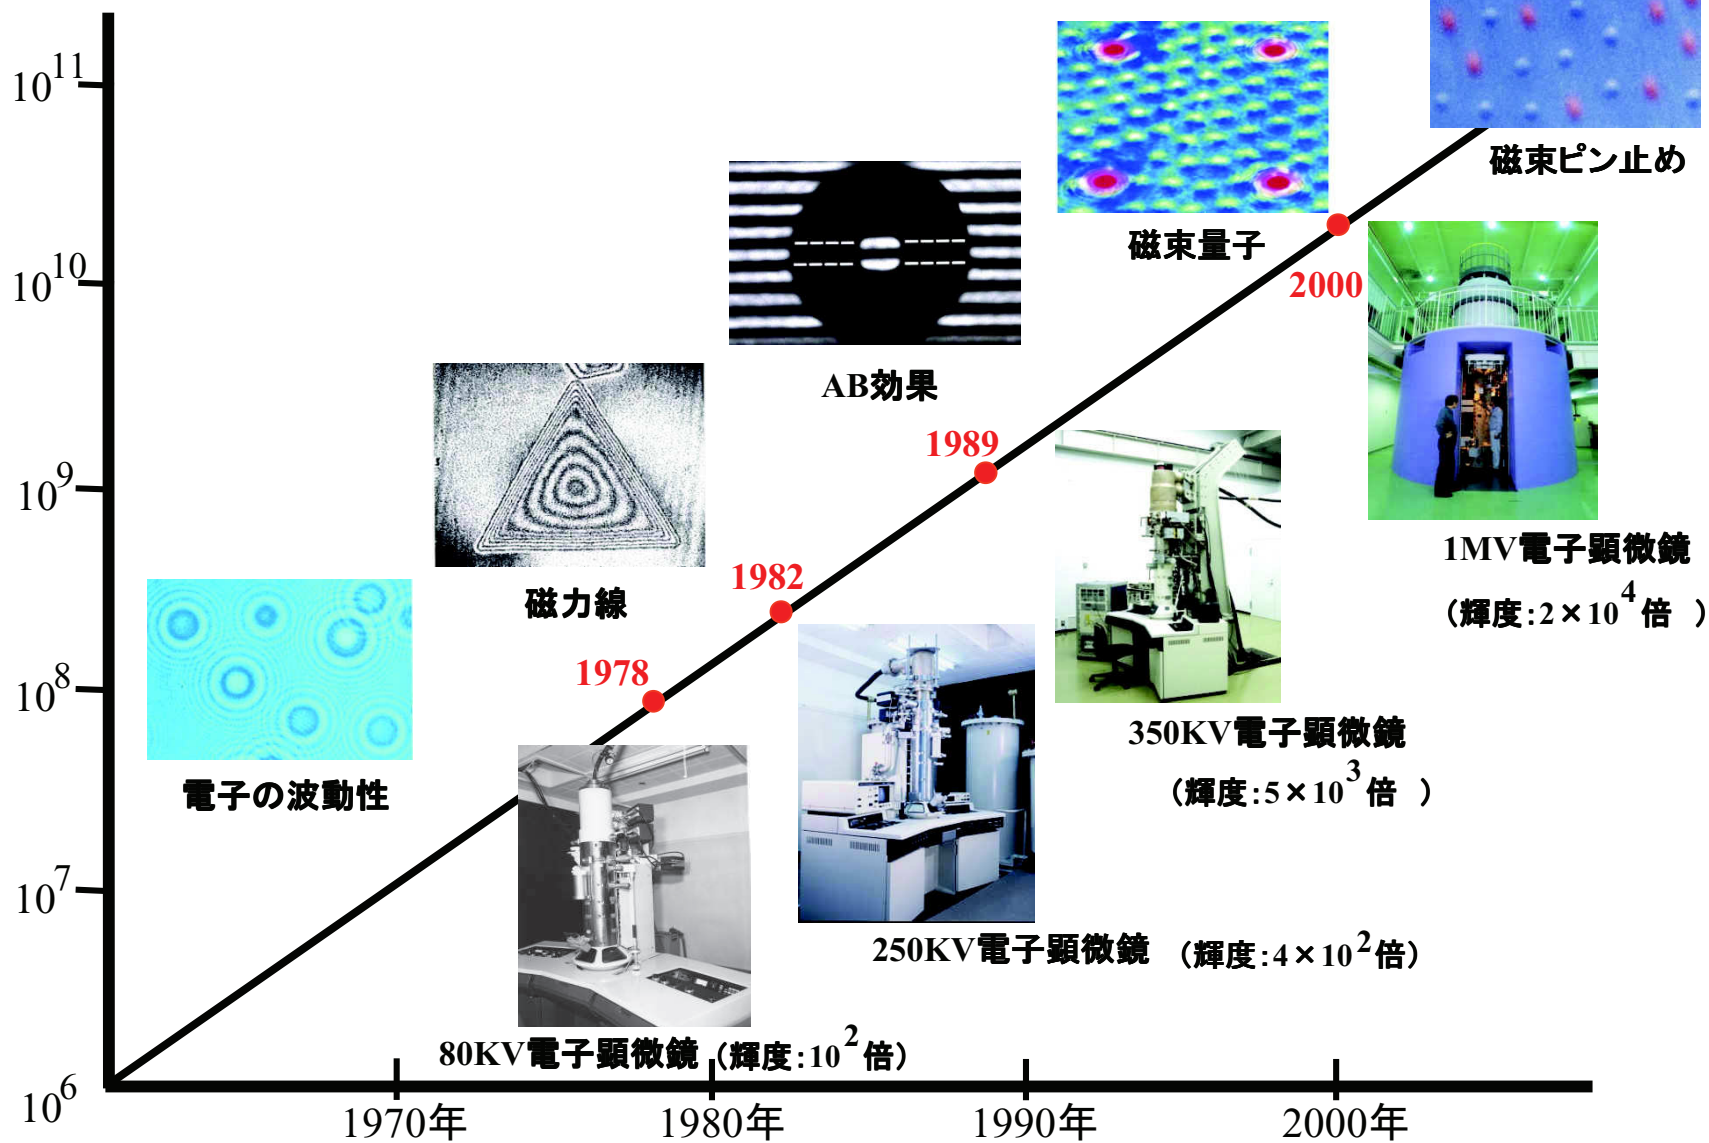 10^11
磁束ピン止め
磁束量子
10^10
2000
AB効果
1989
10^9
1MV電子顕微鏡
(輝度:2×10^4倍 )
1982
磁力線
1978
10^8
350KV電子顕微鏡
(輝度:5×10^3倍 )
電子の波動性
10^7
250KV電子顕微鏡 (輝度:4×10^2倍)
80KV電子顕微鏡 (輝度:10^2倍)
10^6
1970年 1980年 1990年 2000年